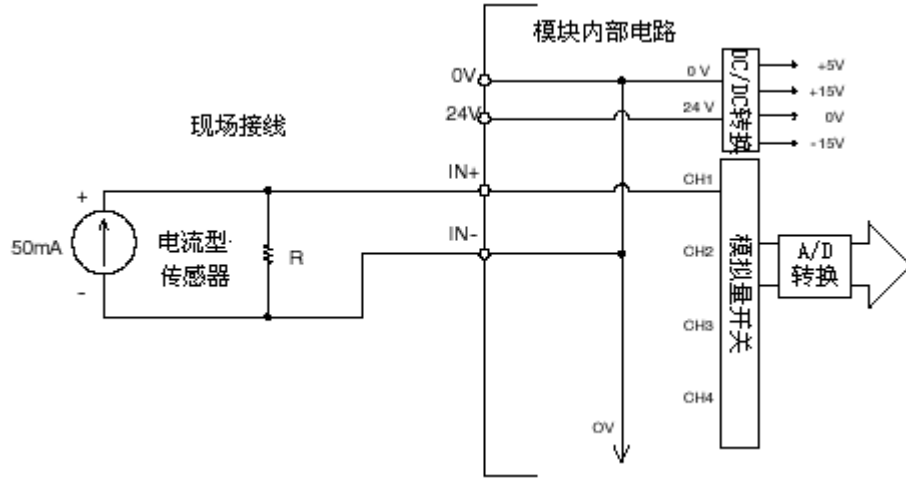 模块内部电路
0V
0 V
DC/DC转换
+5V
+15V
0V
-15V
24V
24 V
现场接线
IN+
CH1
+
50mA
-
电流型·
传感器
R
IN-
CH2
CH3
CH4
模拟量开关
A/D
转换
0V